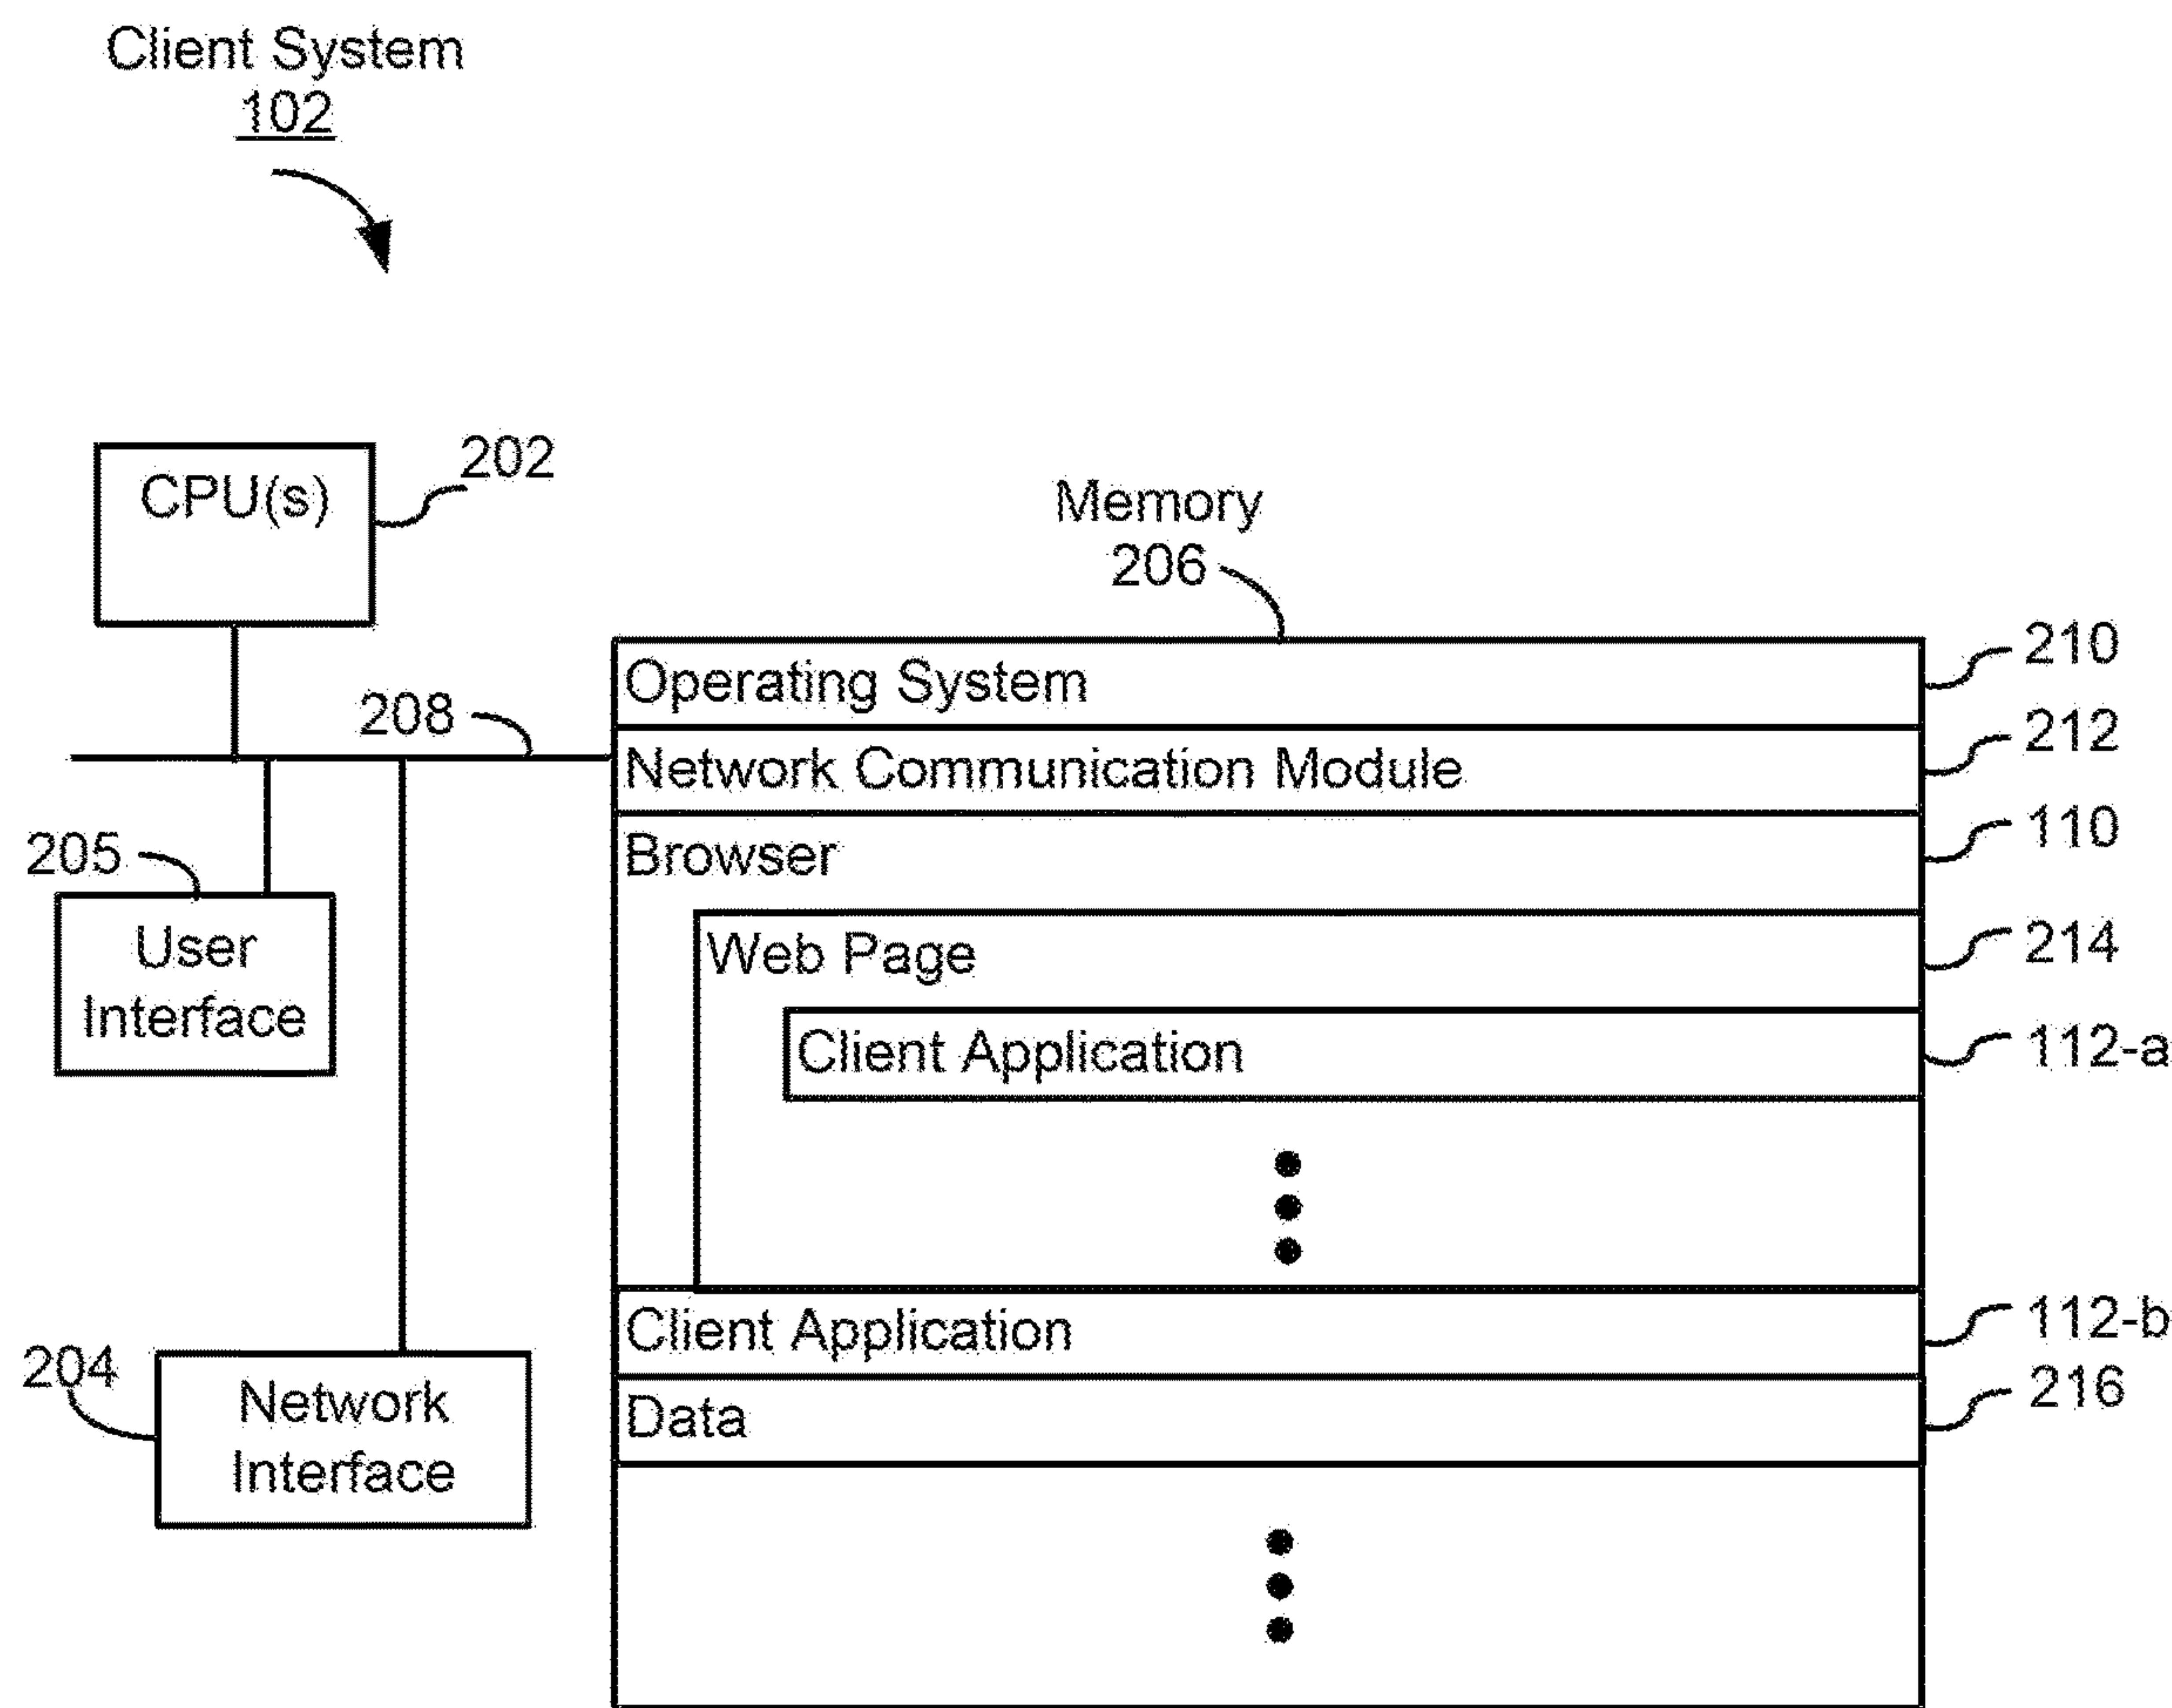 Client System
102
CPU(s)
202
Memory
206
Operating System
210
208
Network Communication Module
212
Browser
110
205
User
Interface
Web Page
214
Client Application
112-a
Client Application
112-b
204
Network
Interface
Data
216